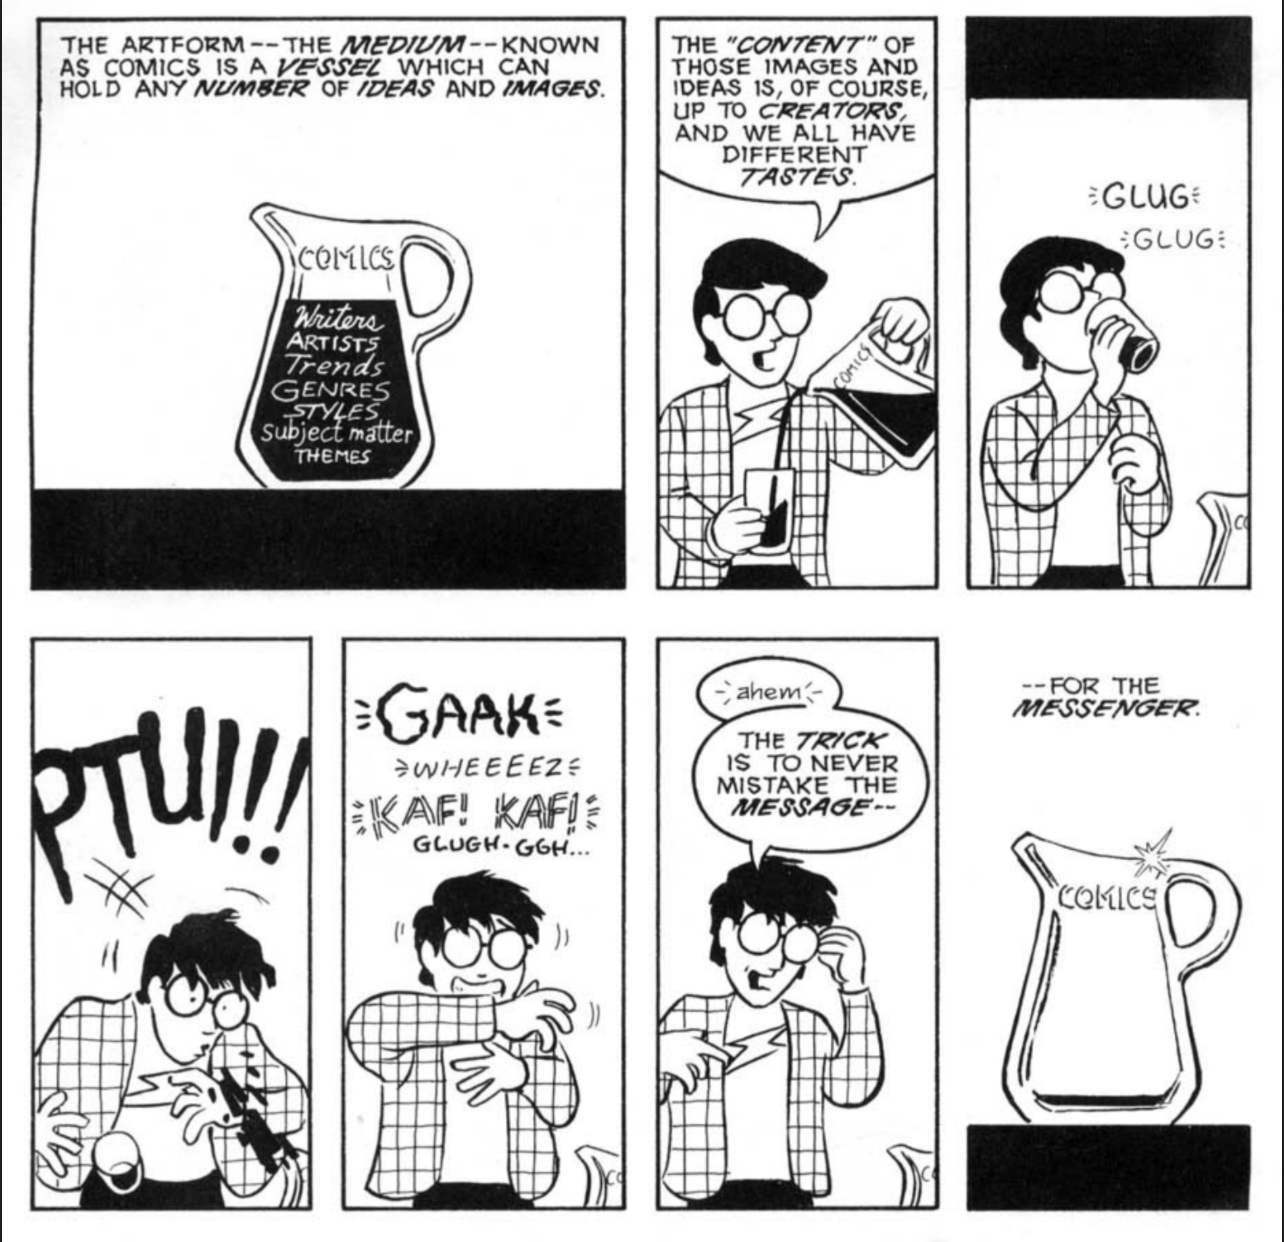 THE ARTFORM--THE MEDIUM--KNOWN
AS COMICS IS A VESSEL WHICH CAN
HOLD ANY NUMBER OF IDEAS AND IMAGES.
COMICS
Writers
ARTISTS
Trends
GENRES
STYLES
Subject matter
THEMES
THE "CONTENT" OF
THOSE IMAGES AND
IDEAS IS, OF COURSE,
UP TO CREATORS,
AND WE ALL HAVE
DIFFERENT
TASTES.
COMICS
GLUG
GLUG
CO
PTUI!!!
GAAK
WHEEEEZ
KAF! KAF!
GLUGH-GGH...
CO
ahem
THE TRICK
IS TO NEVER
MISTAKE THE
MESSAGE--
CO
--FOR THE
MESSENGER.
COMICS